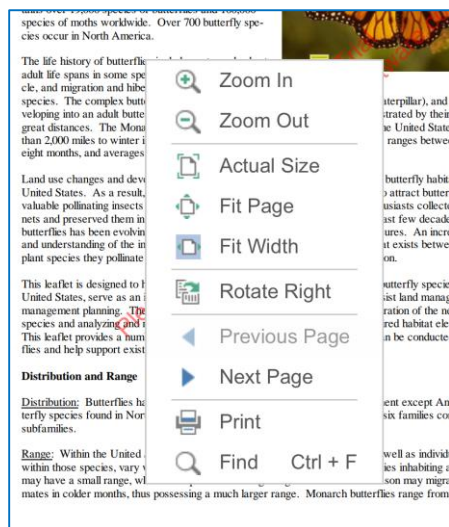 species of moths worldwide. Over 700 butterfly spe-
cies occur in North America.
The life history of butterflies
adult life spans in some spe
cle, and migration and hibe
species. The complex butt
veloping into an adult butte
great distances. The Mona
than 2,000 miles to winter i
eight months, and averages
aterpillar), and
strated by their
he United State
ranges betwe
Land use changes and deve
United States. As a result,
valuable pollinating insects
nets and preserved them in
butterflies has been evolvin
and understanding of the in
plant species they pollinate
butterfly habit
o attract butter
usiasts collecte
ast few decade
ures. An incre
at exists betwe
on.
This leaflet is designed to h
United States, serve as an i
management planning. The
species and analyzing and
This leaflet provides a hum
flies and help support exist
utterfly specie
ist land manag
ration of the ne
red habitat ele
n be conducte
Distribution and Range
Distribution: Butterflies ha
terfly species found in Nor
subfamilies.
ent except An
six families co
Range: Within the United
within those species, vary
may have a small range, wh
well as individ
ies inhabiting a
son may migra
mates in colder months, thus possessing a much larger range. Monarch butterflies range from
Zoom In
Zoom Out
Actual Size
Fit Page
Fit Width
Rotate Right
Previous Page
Next Page
Print
Find Ctrl + F